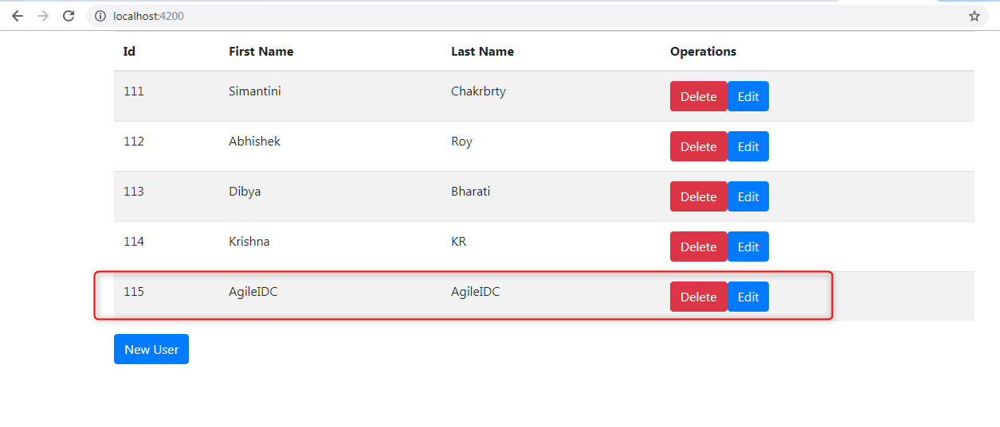 localhost:4200
Id First Name Last Name Operations
111 Simantini Chakrbrty Delete Edit
112 Abhishek Roy Delete Edit
113 Dibya Bharati Delete Edit
114 Krishna KR Delete Edit
115 AgileIDC AgileIDC Delete Edit
New User